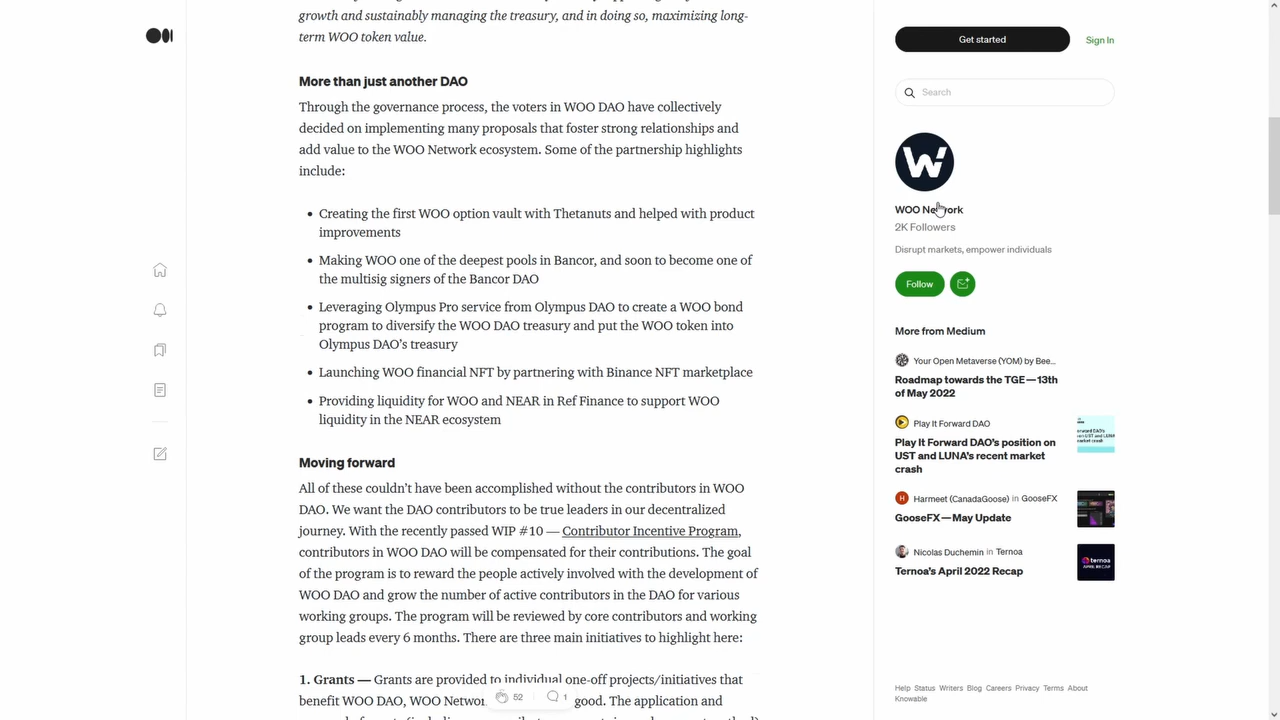 growth and sustainably managing the treasury, and in doing so, maximizing long-
term WOO token value.
More than just another DAO
Through the governance process, the voters in WOO DAO have collectively
decided on implementing many proposals that foster strong relationships and
add value to the WOO Network ecosystem. Some of the partnership highlights
include:
• Creating the first WOO option vault with Thetanuts and helped with product
improvements
• Making WOO one of the deepest pools in Bancor, and soon to become one of
the multisig signers of the Bancor DAO
• Leveraging Olympus Pro service from Olympus DAO to create a WOO bond
program to diversify the WOO DAO treasury and put the WOO token into
Olympus DAO’s treasury
• Launching WOO financial NFT by partnering with Binance NFT marketplace
• Providing liquidity for WOO and NEAR in Ref Finance to support WOO
liquidity in the NEAR ecosystem
Moving forward
All of these couldn’t have been accomplished without the contributors in WOO
DAO. We want the DAO contributors to be true leaders in our decentralized
journey. With the recently passed WIP #10 — Contributor Incentive Program,
contributors in WOO DAO will be compensated for their contributions. The goal
of the program is to reward the people actively involved with the development of
WOO DAO and grow the number of active contributors in the DAO for various
working groups. The program will be reviewed by core contributors and working
group leads every 6 months. There are three main initiatives to highlight here:
1. Grants — Grants are provided to individual one-off projects/initiatives that
benefit WOO DAO, WOO Networ good. The application and
52
1
Get started
Sign In
Search
W
WOO Network
2K Followers
Disrupt markets, empower individuals
Follow
More from Medium
Your Open Metaverse (YOM) by Bee...
Roadmap towards the TGE — 13th
of May 2022
Play It Forward DAO
Play It Forward DAO’s position on
UST and LUNA’s recent market
crash
H Harmeet (CanadaGoose) in GooseFX
GooseFX — May Update
Nicolas Duchemin in Ternoa
Ternoa’s April 2022 Recap
ternoa
APRIL RECAP
Help Status Writers Blog Careers Privacy Terms About
Knowable